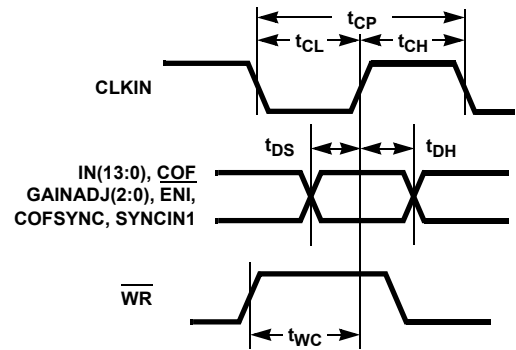 tCP
tCL tCH
CLKIN
tDS tDH
IN(13:0), COF
GAINADJ(2:0), ENI,
COFSYNC, SYNCIN1
WR
tWC